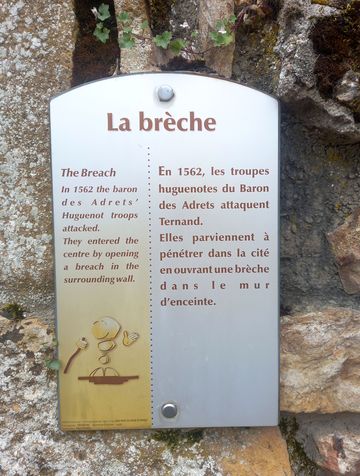 La brèche
The Breach
In 1562 the baron
des Adrets'
Huguenot troops
attacked.
They entered the
centre by opening
a breach in the
surrounding wall.
En 1562, les troupes
huguenotes du Baron
des Adrets attaquent
Ternand.
Elles parviennent à
pénétrer dans la cité
en ouvrant une brèche
dans le mur
d'enceinte.